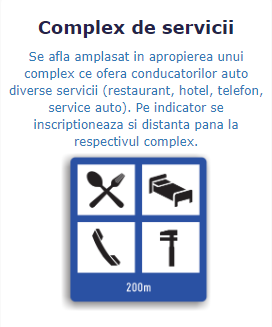 Complex de servicii
Se afla amplasat in apropierea unui
complex ce ofera conducatorilor auto
diverse servicii (restaurant, hotel, telefon,
service auto). Pe indicator se
inscriptioneaza si distanta pana la
respectivul complex.
200m